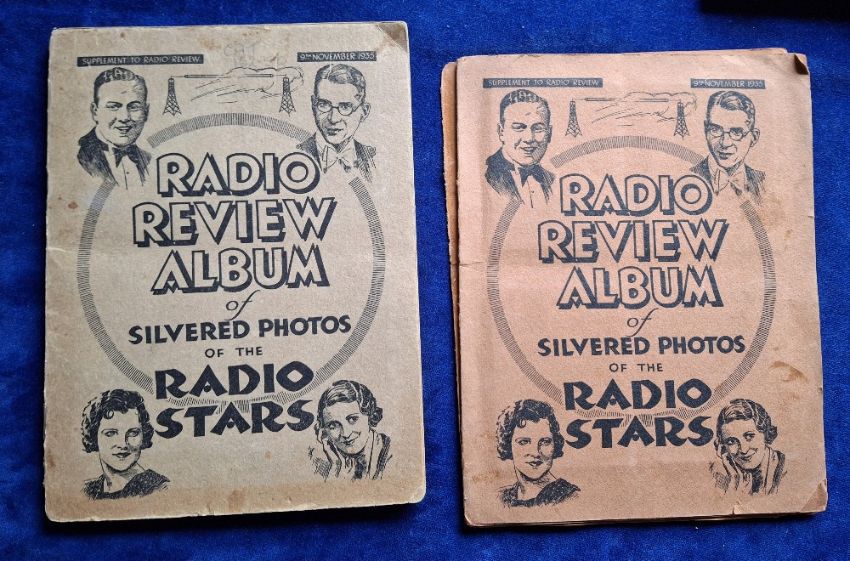 SUPPLEMENT TO RADIO REVIEW
9TH NOVEMBER 1935
RADIO
REVIEW
ALBUM
of
SILVERED PHOTOS
OF THE
RADIO
STARS
SUPPLEMENT TO RADIO REVIEW
9TH NOVEMBER 1935
RADIO
REVIEW
ALBUM
of
SILVERED PHOTOS
OF THE
RADIO
STARS